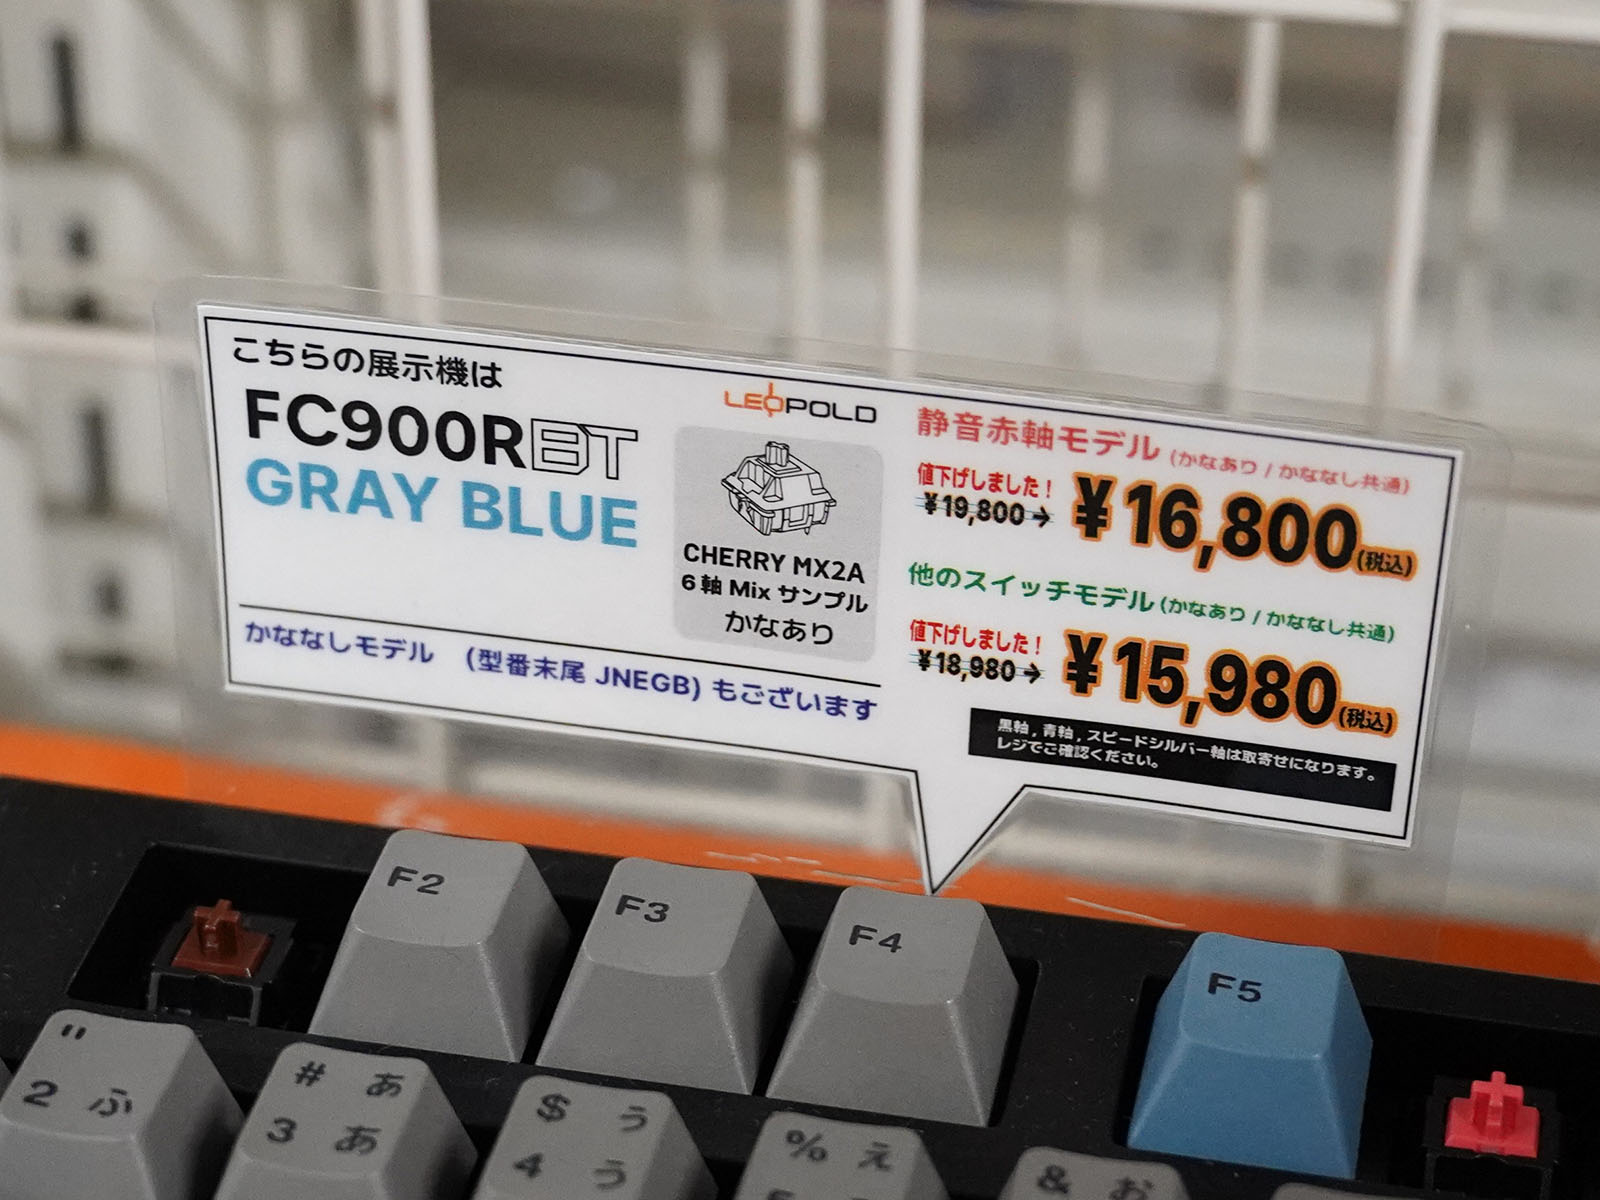 こちらの展示機は
FC900RBT
GRAY BLUE
LEOPOLD
CHERRY MX2A
6軸 Mix サンプル
かなあり
かななしモデル (型番末尾 JNEGB) もございます
静音赤軸モデル (かなあり / かななし共通)
値下げしました!
¥19,800→ ¥16,800(税込)
他のスイッチモデル (かなあり / かななし共通)
値下げしました!
¥18,980→ ¥15,980(税込)
黒軸, 青軸, スピードシルバー軸は取寄せになります。
レジでご確認ください。
F2
F3
F4
F5
"
2 ふ
# ぁ
3 あ
$ ぅ
4 う
% ぇ
& ぉ